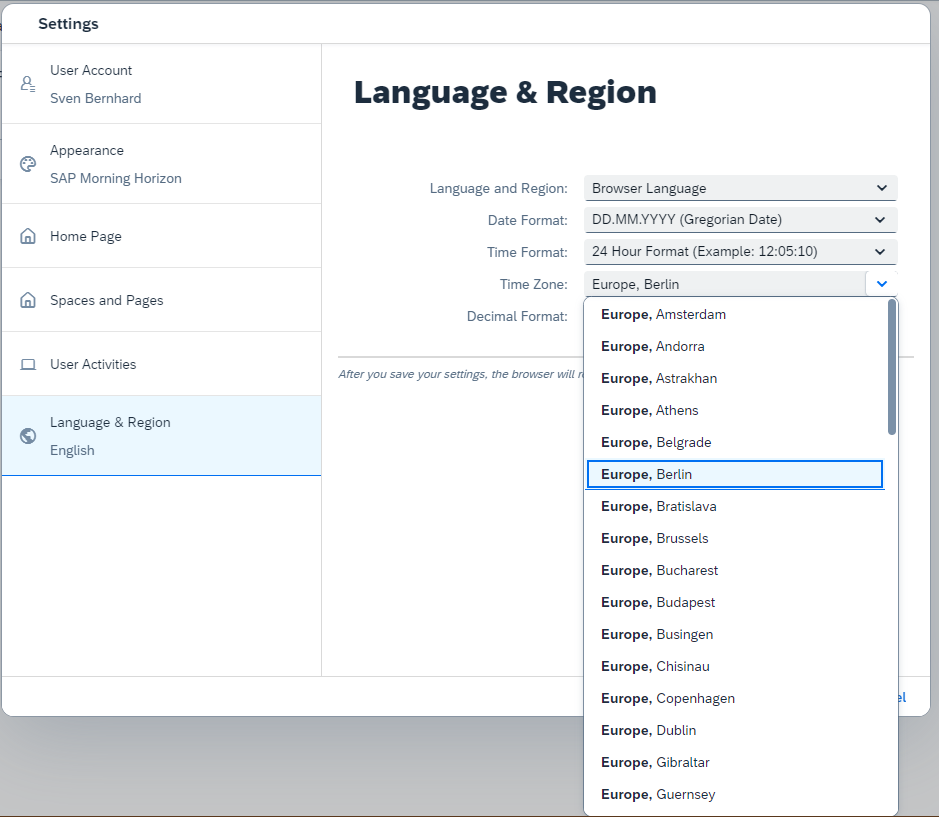 Settings
User Account
Sven Bernhard
Appearance
SAP Morning Horizon
Home Page
Spaces and Pages
User Activities
Language & Region
English
Language & Region
Language and Region: Browser Language
Date Format: DD.MM.YYYY (Gregorian Date)
Time Format: 24 Hour Format (Example: 12:05:10)
Time Zone: Europe, Berlin
Decimal Format:
After you save your settings, the browser will
Europe, Amsterdam
Europe, Andorra
Europe, Astrakhan
Europe, Athens
Europe, Belgrade
Europe, Berlin
Europe, Bratislava
Europe, Brussels
Europe, Bucharest
Europe, Budapest
Europe, Busingen
Europe, Chisinau
Europe, Copenhagen
Europe, Dublin
Europe, Gibraltar
Europe, Guernsey